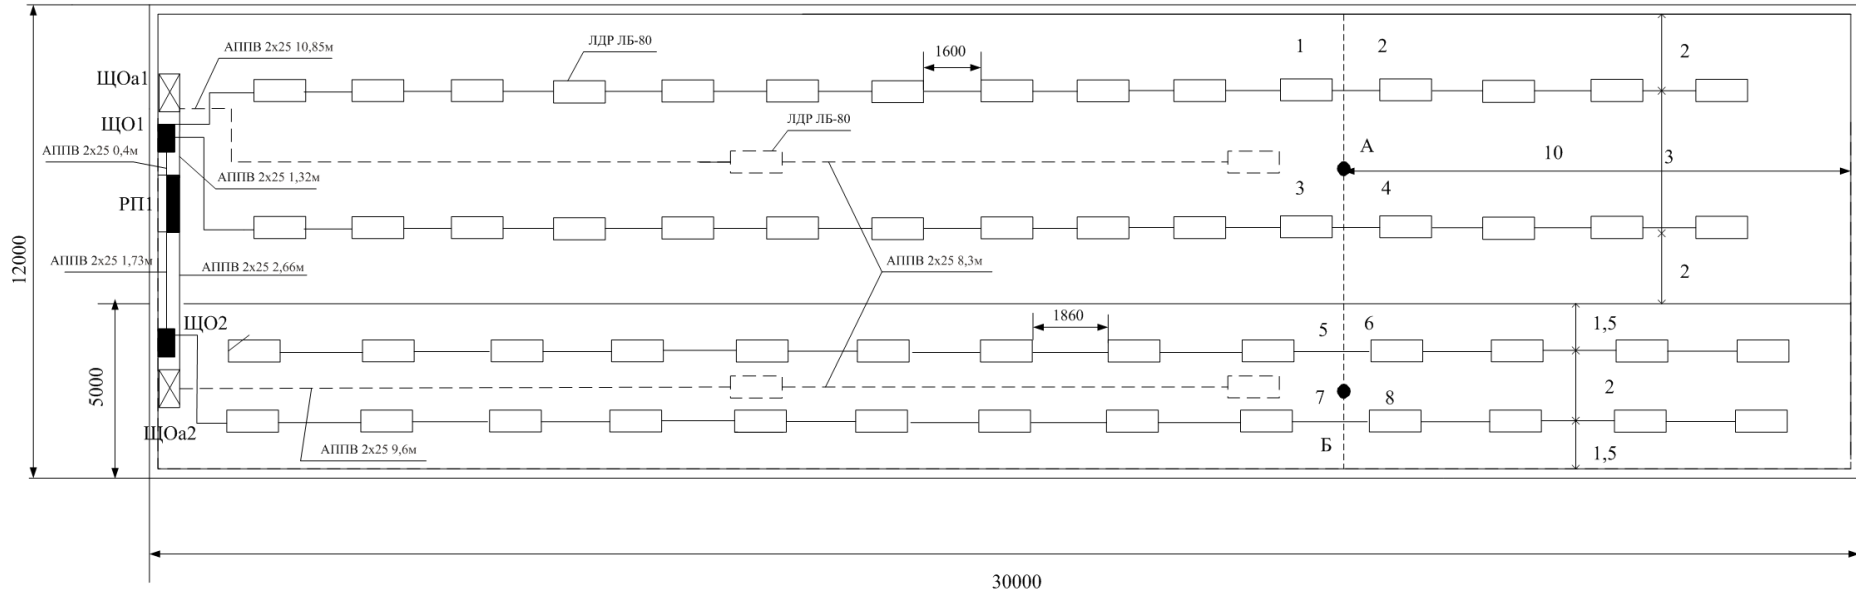 ЛДР ЛБ-80
АППВ 2х25 10,85м
1600
1
2
2
ЩОа1
ЩО1
ЛДР ЛБ-80
АППВ 2х25 0,4м
А
10
3
АППВ 2х25 1,32м
3
4
РП1
12000
АППВ 2х25 1,73м
АППВ 2х25 2,66м
АППВ 2х25 8,3м
2
ЩО2
1860
5
6
1,5
5000
7
8
2
ЩОа2
Б
АППВ 2х25 9,6м
1,5
30000